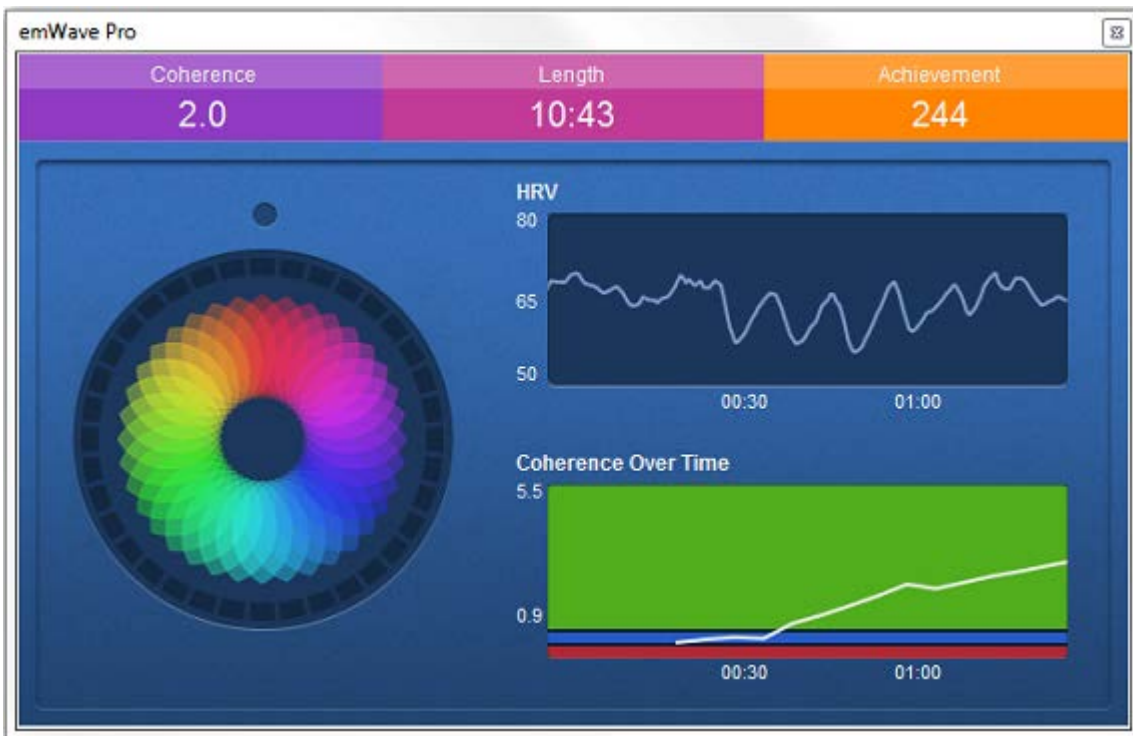 emWave Pro
Coherence
2.0
Length
10:43
Achievement
244
HRV
80
65
50
00:30 01:00
Coherence Over Time
5.5
0.9
00:30 01:00